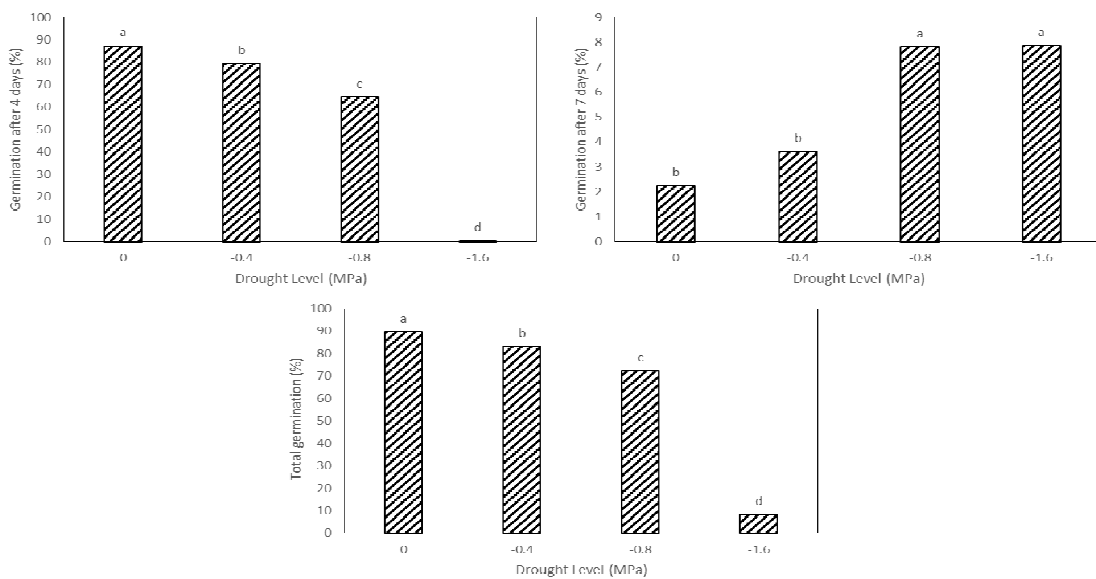 Germination after 4 days (%)
100
90
80
70
60
50
40
30
20
10
0
a
b
c
d
0 -0.4 -0.8 -1.6
Drought Level (MPa)
Germination after 7 days (%)
9
8
7
6
5
4
3
2
1
0
b
b
a
a
0 -0.4 -0.8 -1.6
Drought Level (MPa)
Total germination (%)
100
90
80
70
60
50
40
30
20
10
0
a
b
c
d
0 -0.4 -0.8 -1.6
Drought Level (MPa)